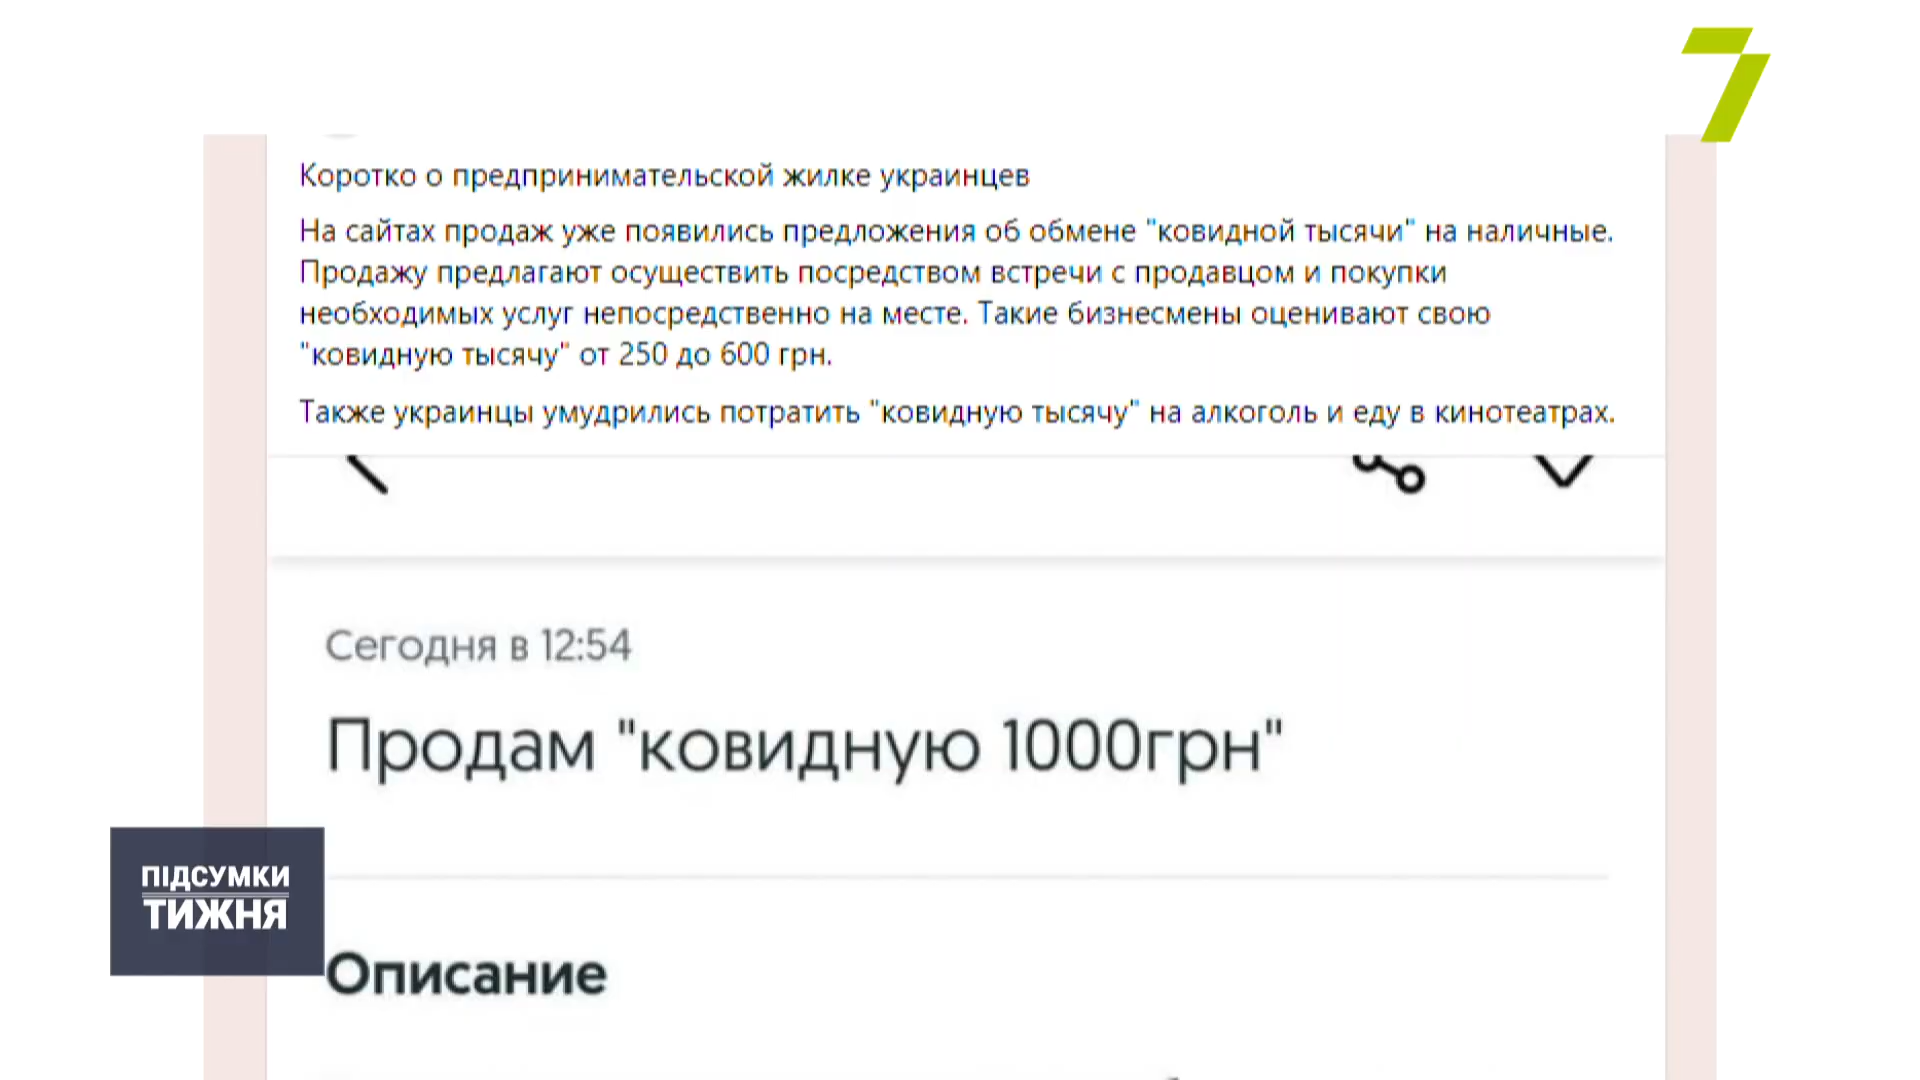 7
Коротко о предпринимательской жилке украинцев
На сайтах продаж уже появились предложения об обмене "ковидной тысячи" на наличные.
Продажу предлагают осуществить посредством встречи с продавцом и покупки
необходимых услуг непосредственно на месте. Такие бизнесмены оценивают свою
"ковидную тысячу" от 250 до 600 грн.
Также украинцы умудрились потратить "ковидную тысячу" на алкоголь и еду в кинотеатрах.
Сегодня в 12:54
Продам "ковидную 1000грн"
ПІДСУМКИ
ТИЖНЯ
Описание